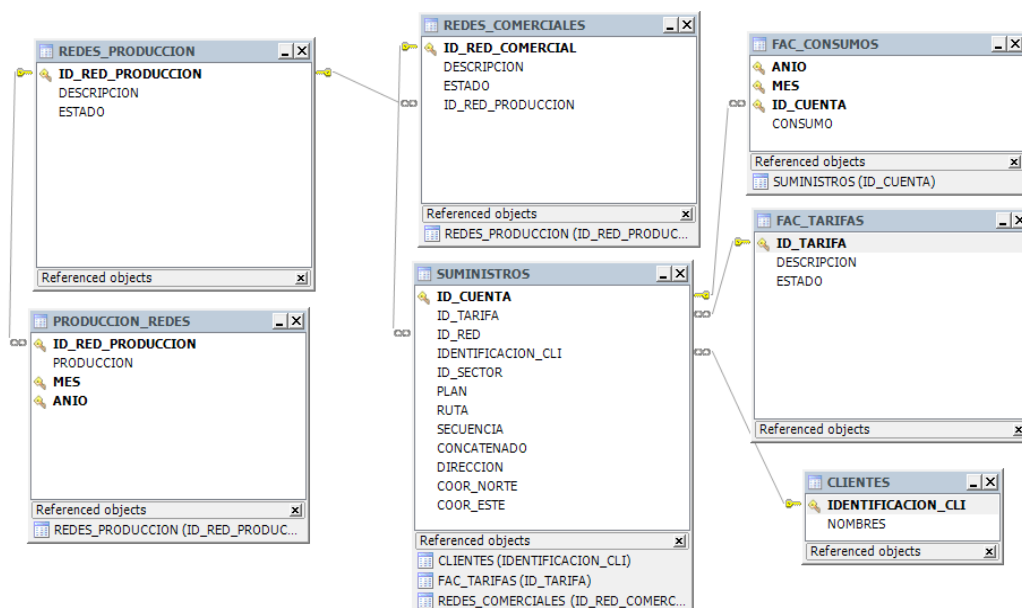 REDES_PRODUCCION
ID_RED_PRODUCCION
DESCRIPCION
ESTADO
Referenced objects
PRODUCCION_REDES
ID_RED_PRODUCCION
PRODUCCION
MES
ANIO
Referenced objects
REDES_PRODUCCION (ID_RED_PRODUC...
REDES_COMERCIALES
ID_RED_COMERCIAL
DESCRIPCION
ESTADO
ID_RED_PRODUCCION
Referenced objects
REDES_PRODUCCION (ID_RED_PRODUC...
SUMINISTROS
ID_CUENTA
ID_TARIFA
ID_RED
IDENTIFICACION_CLI
ID_SECTOR
PLAN
RUTA
SECUENCIA
CONCATENADO
DIRECCION
COOR_NORTE
COOR_ESTE
Referenced objects
CLIENTES (IDENTIFICACION_CLI)
FAC_TARIFAS (ID_TARIFA)
REDES_COMERCIALES (ID_RED_COMERC...
FAC_CONSUMOS
ANIO
MES
ID_CUENTA
CONSUMO
Referenced objects
SUMINISTROS (ID_CUENTA)
FAC_TARIFAS
ID_TARIFA
DESCRIPCION
ESTADO
Referenced objects
CLIENTES
IDENTIFICACION_CLI
NOMBRES
Referenced objects